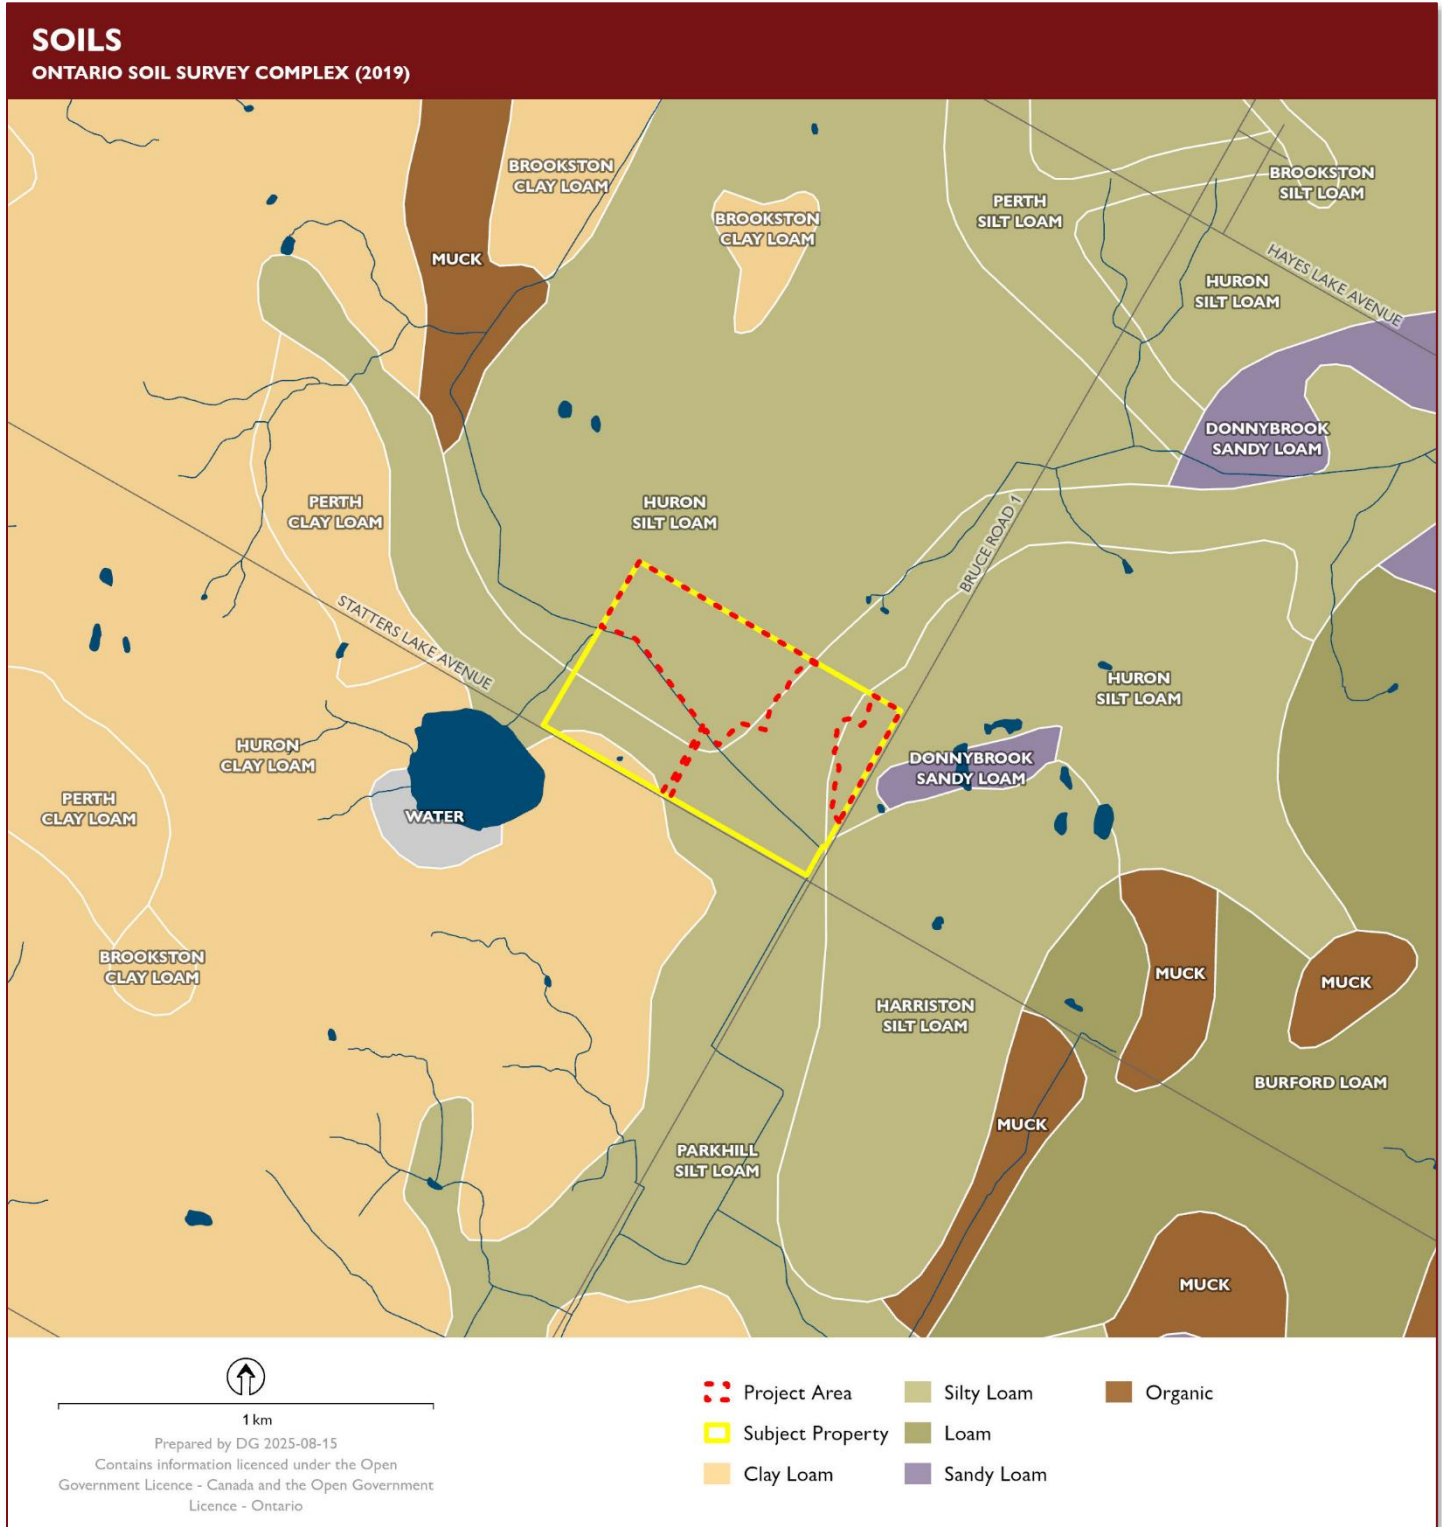 SOILS
ONTARIO SOIL SURVEY COMPLEX (2019)
BROOKSTON
CLAY LOAM
MUCK
BROOKSTON
CLAY LOAM
PERTH
SILT LOAM
BROOKSTON
SILT LOAM
HAYES LAKE AVENUE
HURON
SILT LOAM
DONNYBROOK
SANDY LOAM
PERTH
CLAY LOAM
HURON
SILT LOAM
BRUCE ROAD 1
STATTERS LAKE AVENUE
HURON
SILT LOAM
HURON
CLAY LOAM
DONNYBROOK
SANDY LOAM
PERTH
CLAY LOAM
WATER
BROOKSTON
CLAY LOAM
MUCK
MUCK
HARRISTON
SILT LOAM
BURFORD LOAM
MUCK
PARKHILL
SILT LOAM
MUCK
1 km
Prepared by DG 2025-08-15
Contains information licenced under the Open
Government Licence - Canada and the Open Government
Licence - Ontario
Project Area
Subject Property
Clay Loam
Silty Loam
Loam
Sandy Loam
Organic